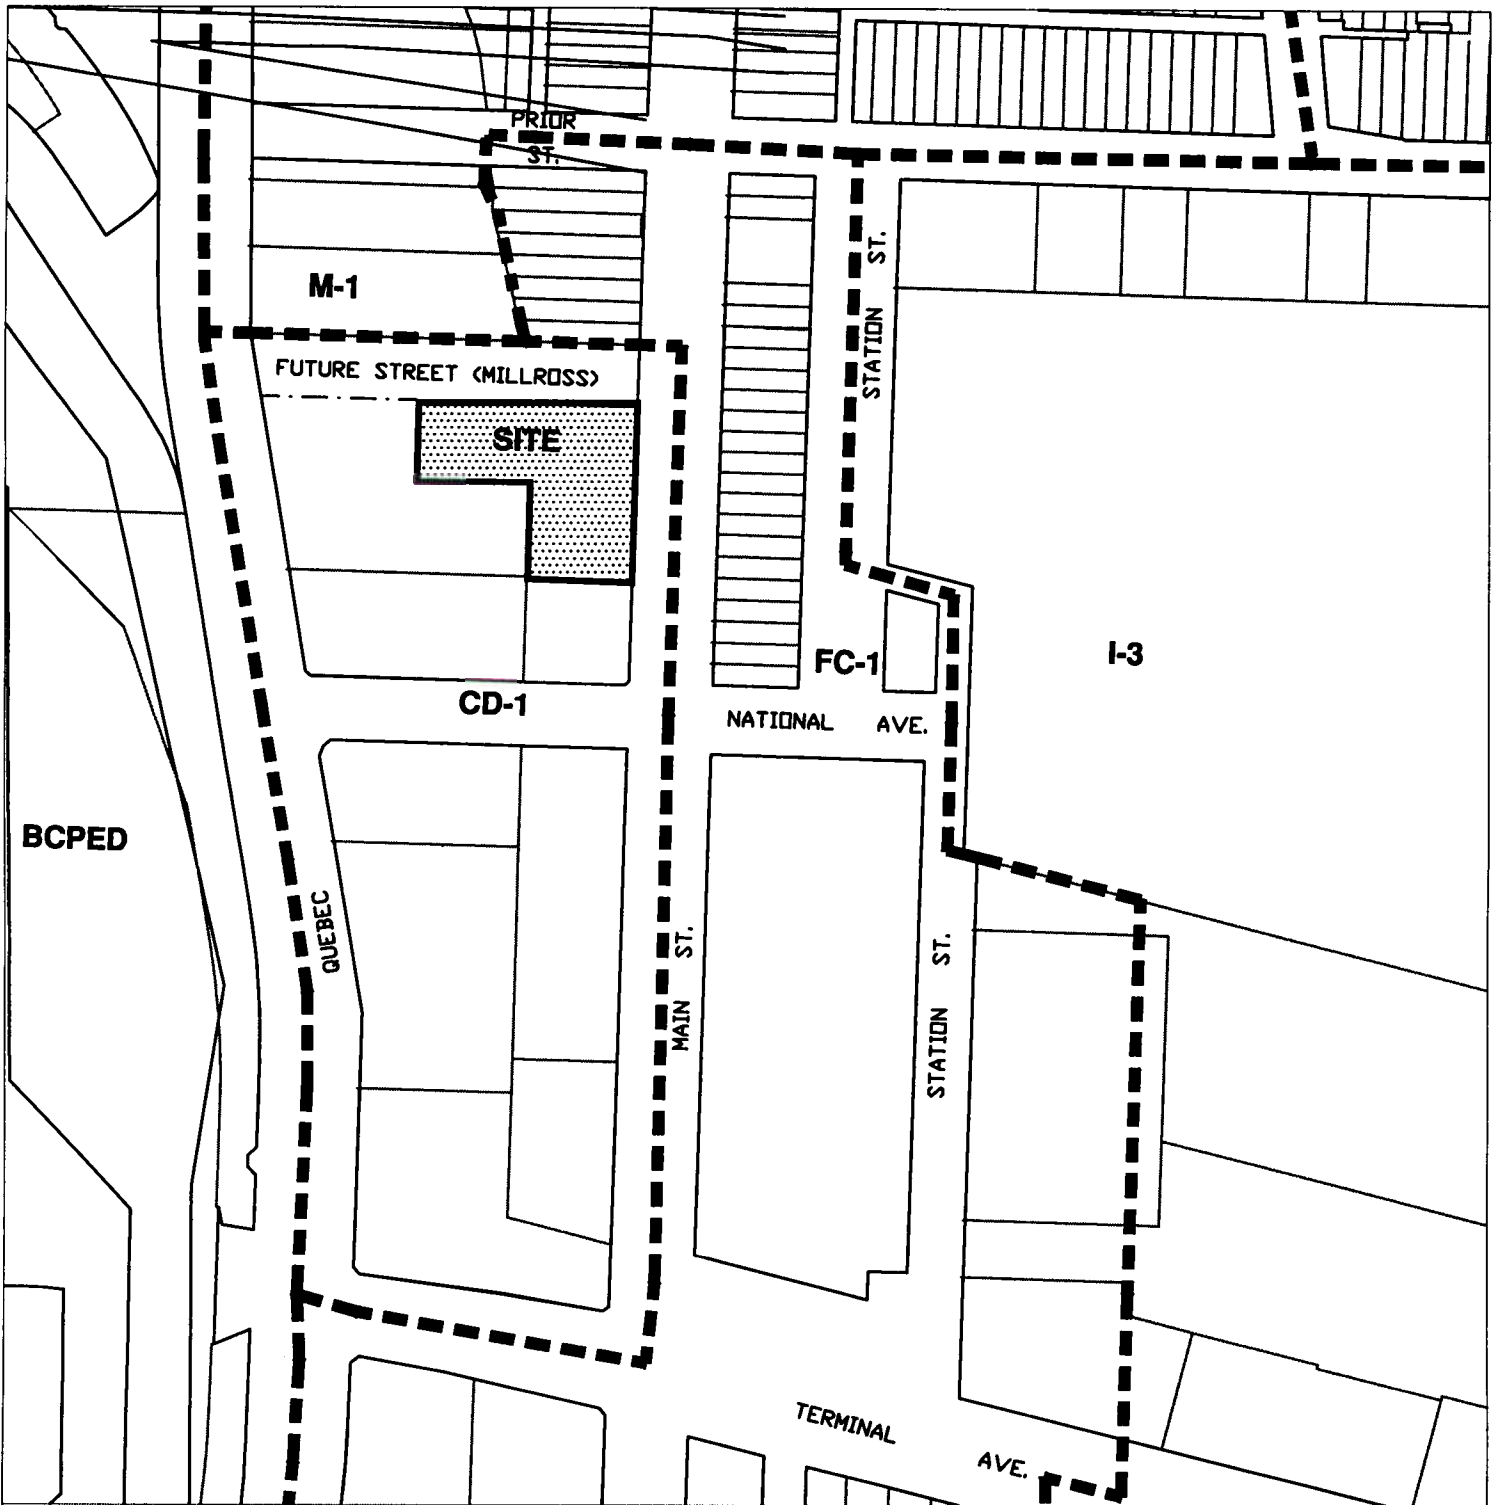 PRIOR
ST.
ST.
STATION
M-1
FUTURE STREET (MILLROSS)
SITE
FC-1
I-3
CD-1
NATIONAL AVE.
BCPED
QUEBEC
MAIN ST.
STATION ST.
TERMINAL
AVE.